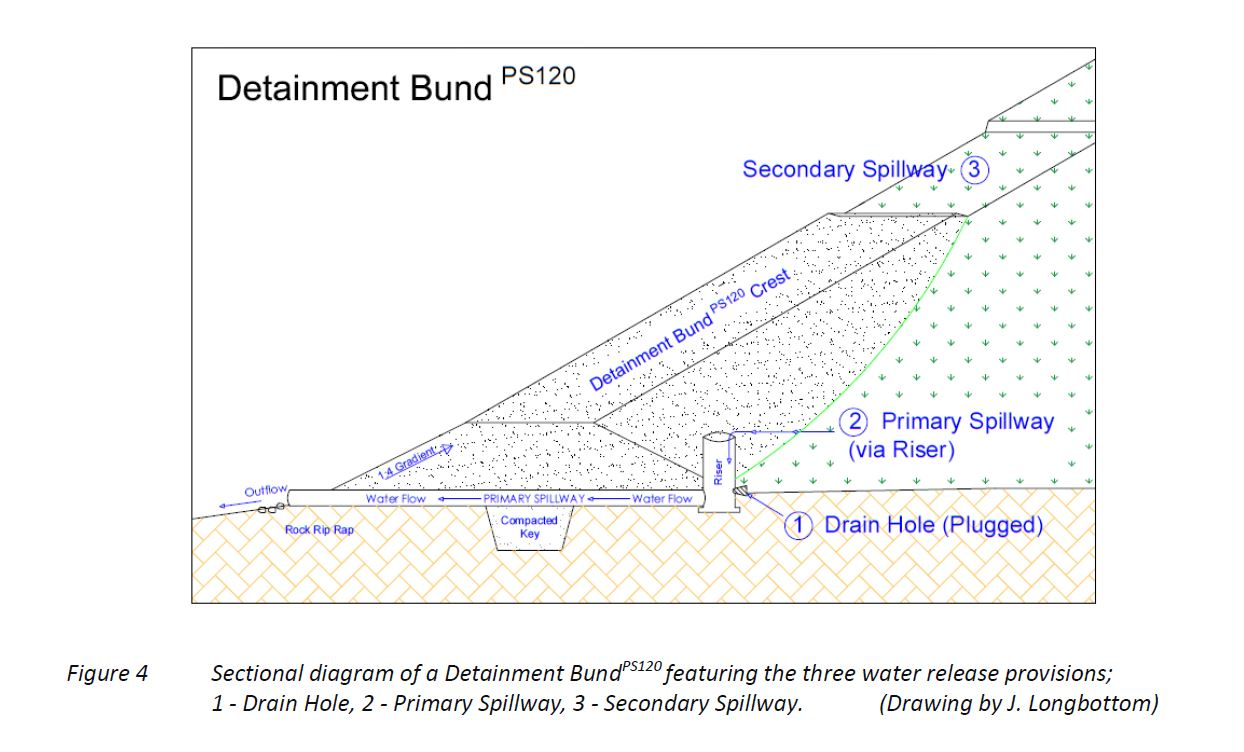 Detainment Bund PS120
Secondary Spillway 3
Detainment Bund PS120 Crest
2 Primary Spillway
(via Riser)
1:4 Gradient
Riser
Outflow
Water Flow PRIMARY SPILLWAY Water Flow
Rock Rip Rap
Compacted
Key
1 Drain Hole (Plugged)
Figure 4 Sectional diagram of a Detainment BundPS120 featuring the three water release provisions;
1 - Drain Hole, 2 - Primary Spillway, 3 - Secondary Spillway. (Drawing by J. Longbottom)